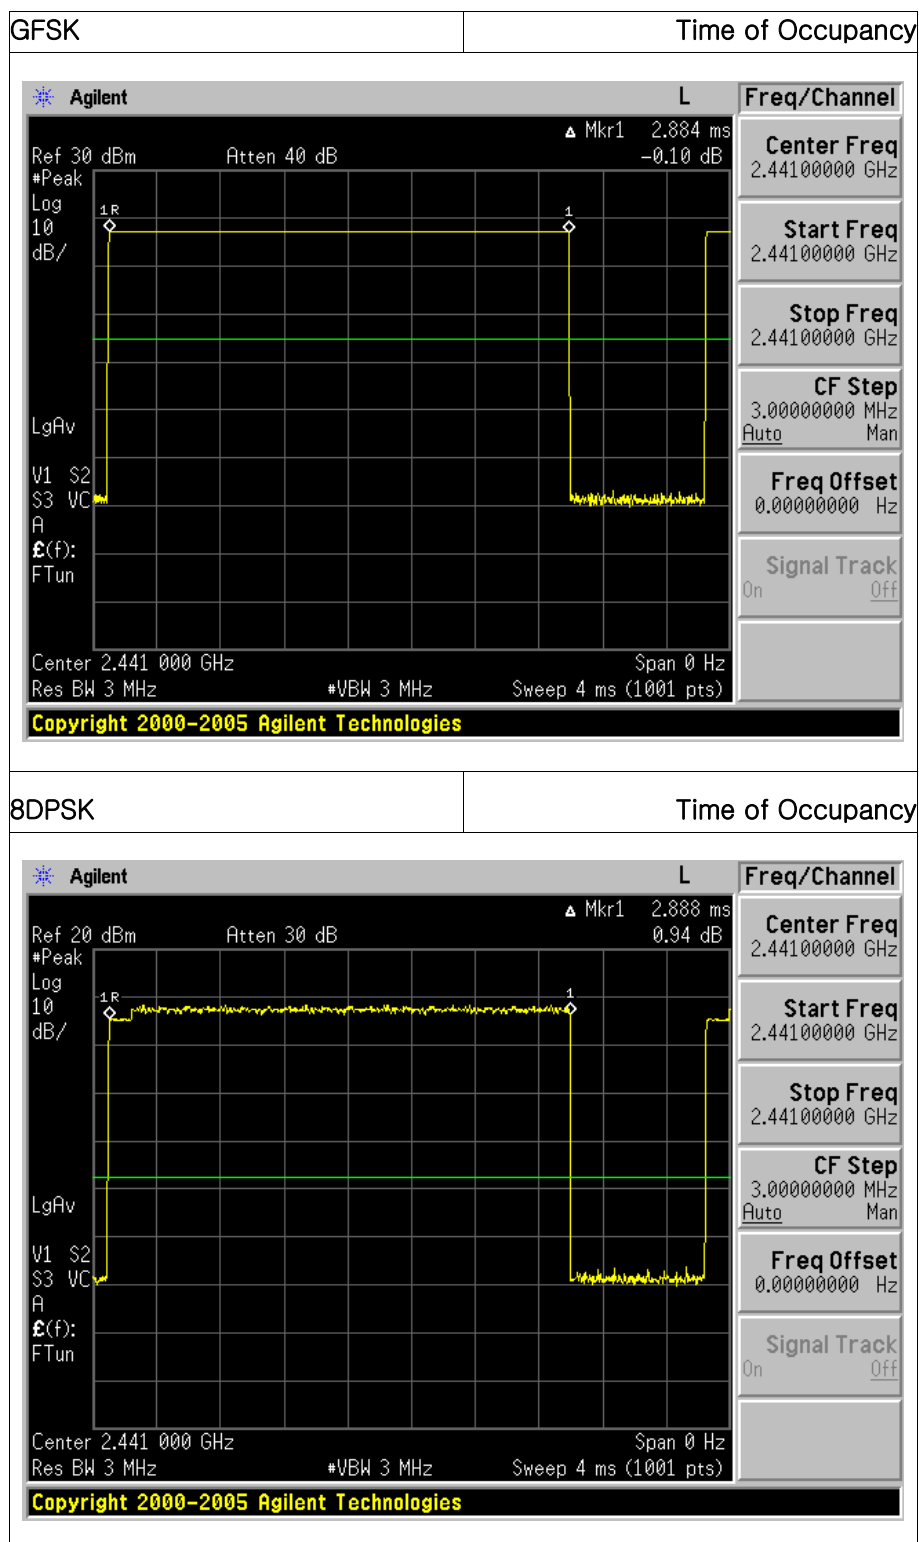 GFSK Time of Occupancy
Agilent L Freq/Channel
Δ Mkr1 2.884 ms
Ref 30 dBm Atten 40 dB -0.10 dB
#Peak
Log
10
dB/
1R
1
LgAv
V1 S2
S3 VC
A
£(f):
FTun
Center 2.441 000 GHz Span 0 Hz
Res BW 3 MHz #VBW 3 MHz Sweep 4 ms (1001 pts)
Copyright 2000-2005 Agilent Technologies
Center Freq
2.44100000 GHz
Start Freq
2.44100000 GHz
Stop Freq
2.44100000 GHz
CF Step
3.00000000 MHz
Auto Man
Freq Offset
0.00000000 Hz
Signal Track
On Off
8DPSK Time of Occupancy
Agilent L Freq/Channel
Δ Mkr1 2.888 ms
Ref 20 dBm Atten 30 dB 0.94 dB
#Peak
Log
10
dB/
1R
1
LgAv
V1 S2
S3 VC
A
£(f):
FTun
Center 2.441 000 GHz Span 0 Hz
Res BW 3 MHz #VBW 3 MHz Sweep 4 ms (1001 pts)
Copyright 2000-2005 Agilent Technologies
Center Freq
2.44100000 GHz
Start Freq
2.44100000 GHz
Stop Freq
2.44100000 GHz
CF Step
3.00000000 MHz
Auto Man
Freq Offset
0.00000000 Hz
Signal Track
On Off